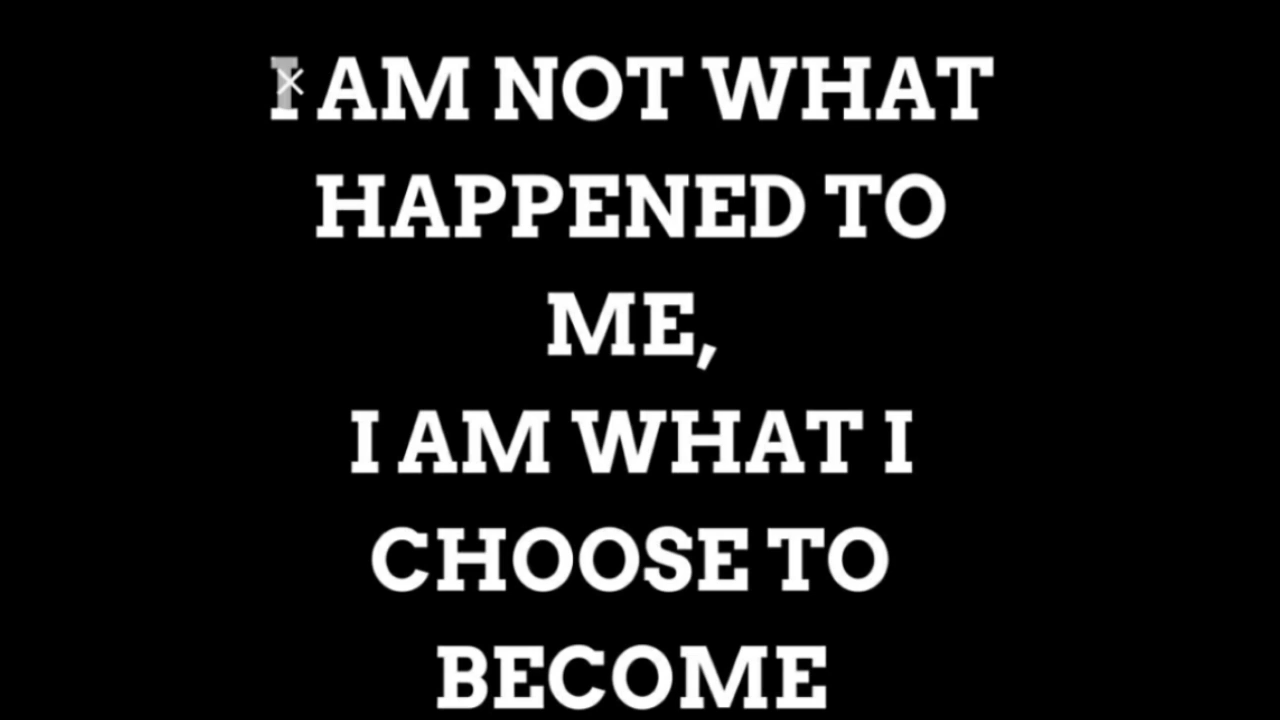 I AM NOT WHAT
HAPPENED TO
ME,
I AM WHAT I
CHOOSE TO
BECOME